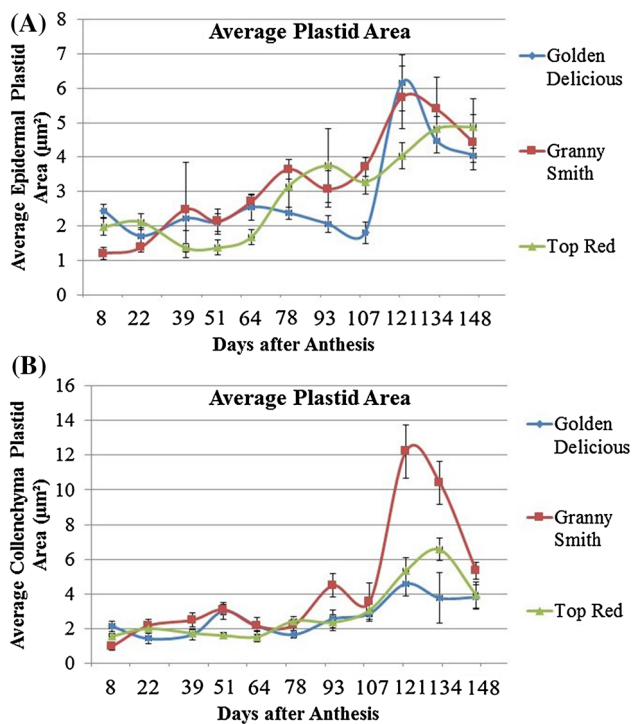 (A)
Average Plastid Area
Average Epidermal Plastid
Area (µm²)
8
7
6
5
4
3
2
1
0
8 22 39 51 64 78 93 107 121 134 148
Days after Anthesis
Golden
Delicious
Granny
Smith
Top Red
(B)
Average Plastid Area
Average Collenchyma Plastid
Area (µm²)
16
14
12
10
8
6
4
2
0
8 22 39 51 64 78 93 107 121 134 148
Days after Anthesis
Golden
Delicious
Granny
Smith
Top Red